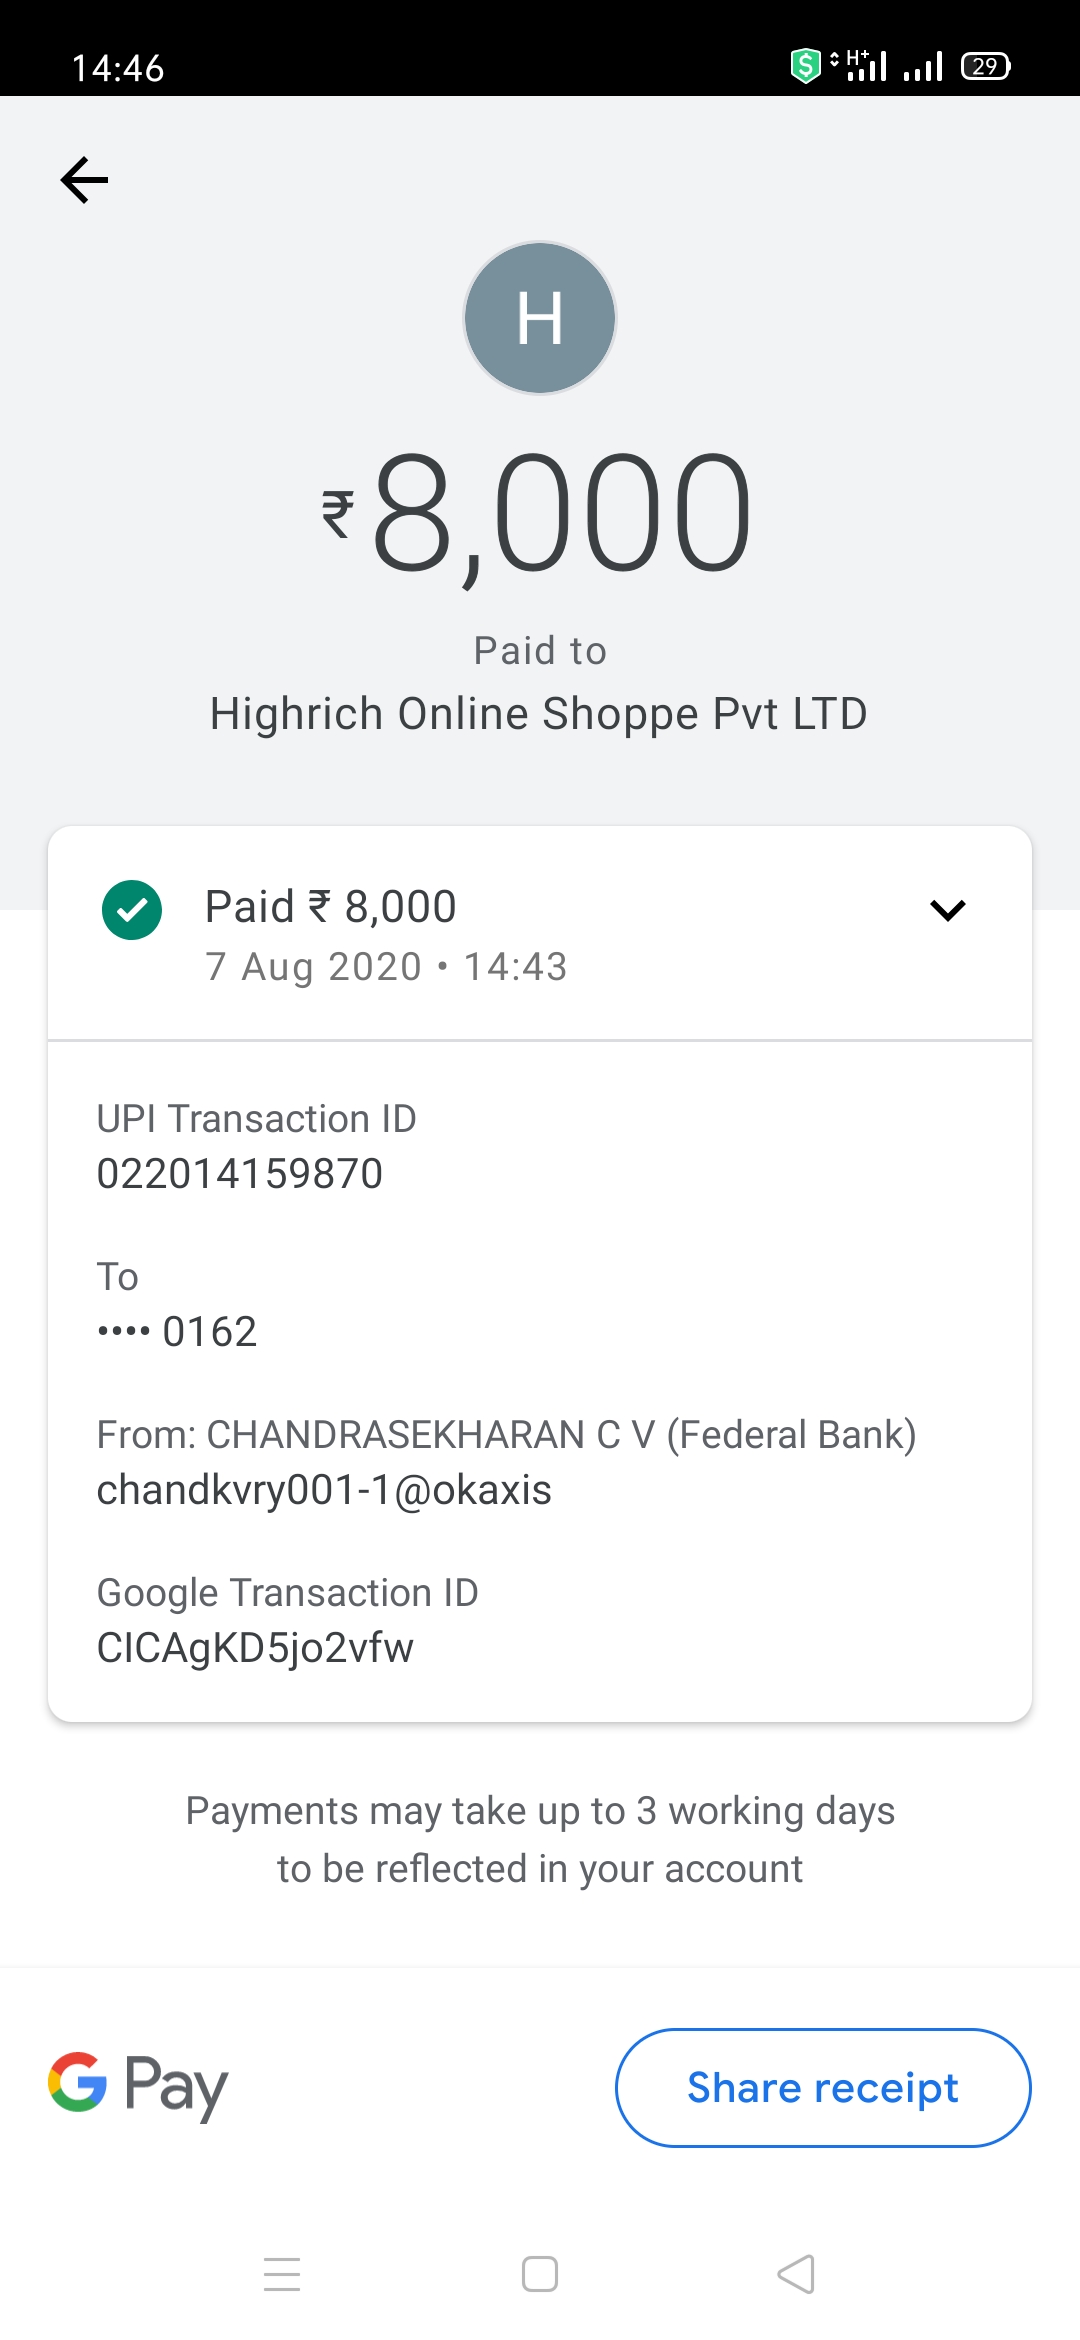 14:46
H+ 29
H
₹8,000
Paid to
Highrich Online Shoppe Pvt LTD
Paid ₹ 8,000
7 Aug 2020 • 14:43
UPI Transaction ID
022014159870
To
•••• 0162
From: CHANDRASEKHARAN C V (Federal Bank)
chandkvry001-1@okaxis
Google Transaction ID
CICAgKD5jo2vfw
Payments may take up to 3 working days
to be reflected in your account
G Pay
Share receipt